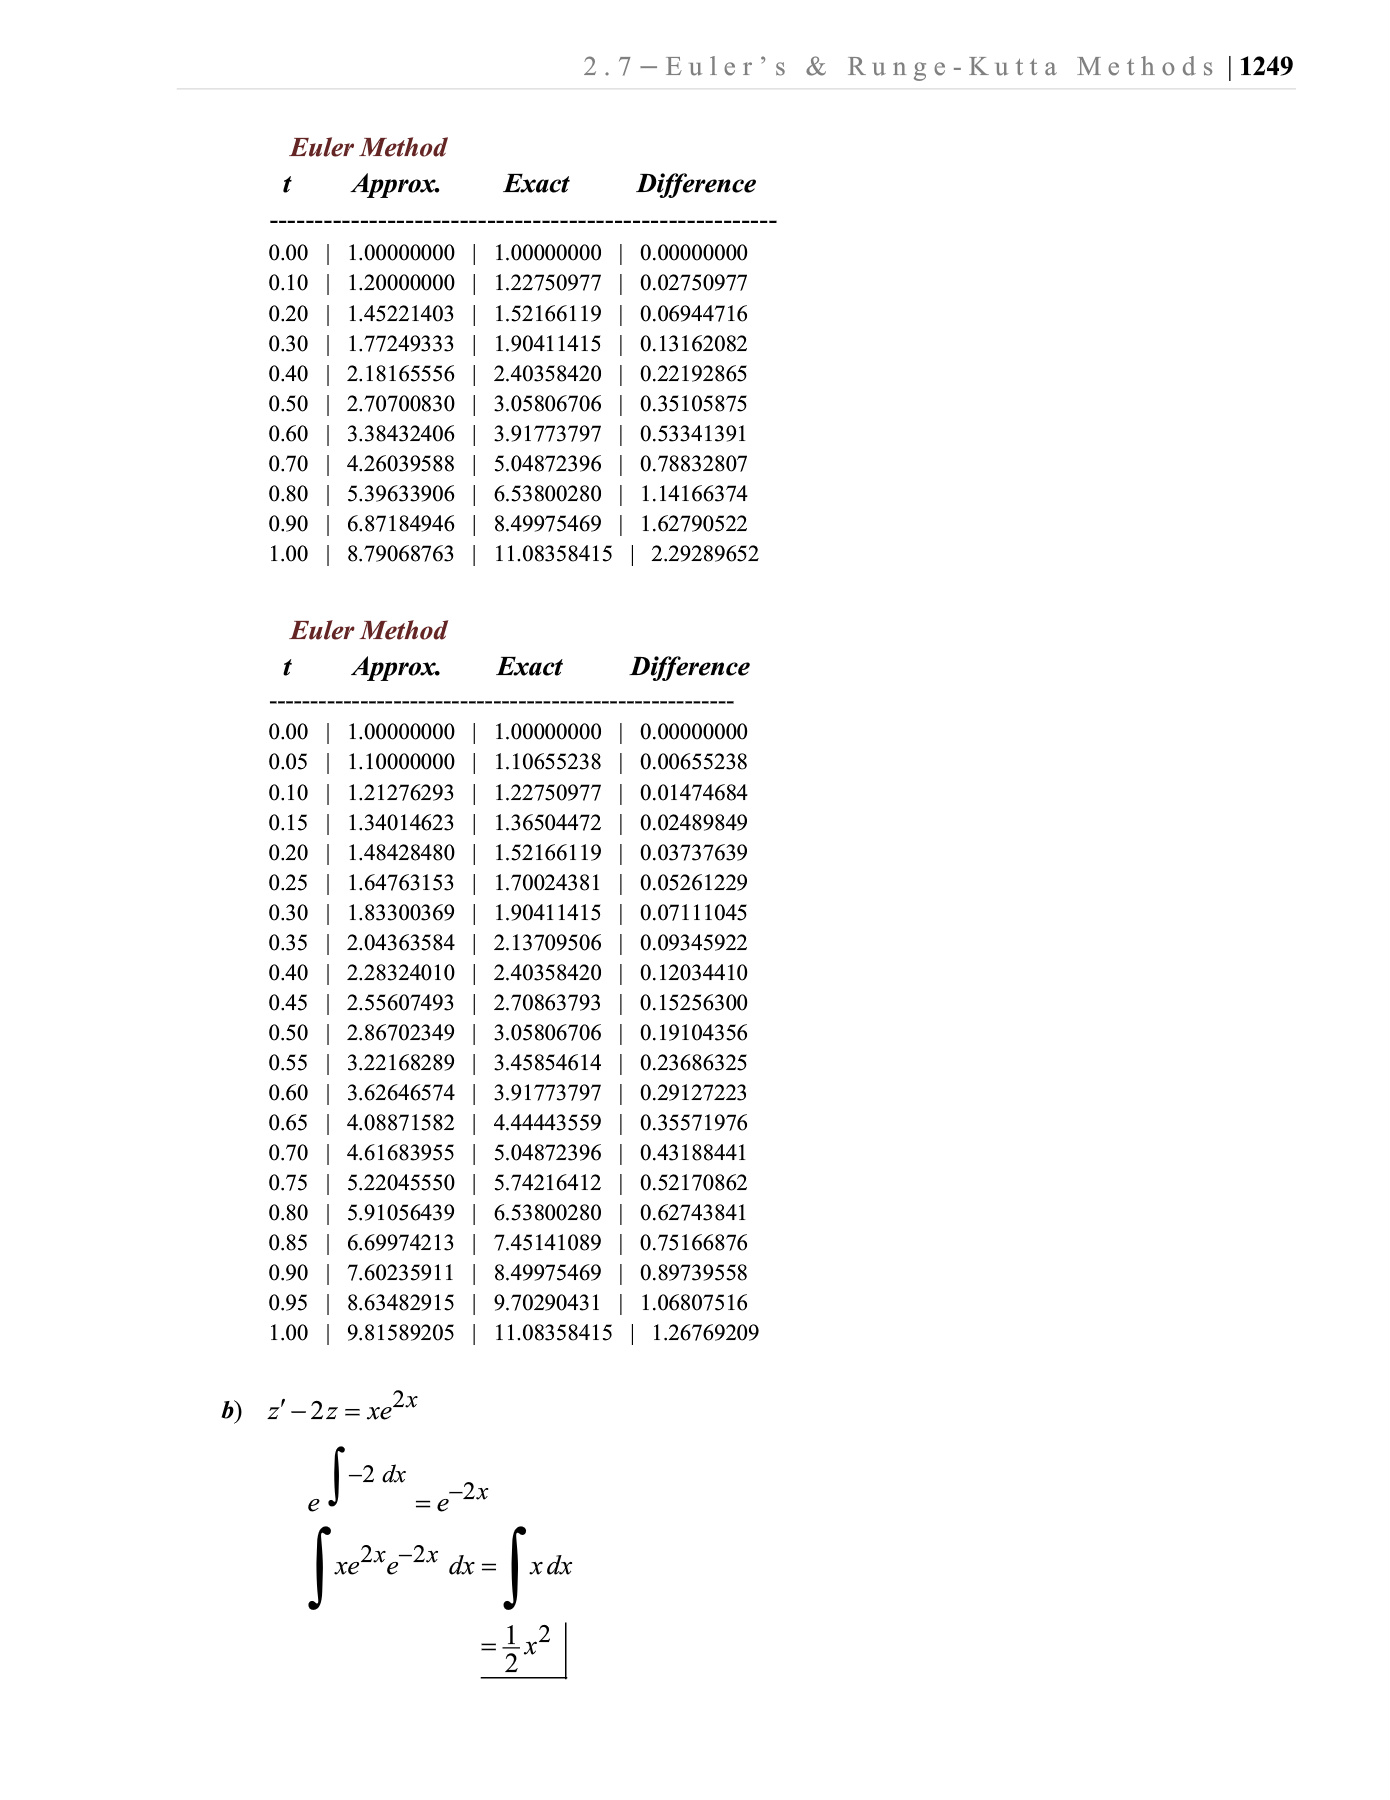 2.7 – Euler’s & Runge-Kutta Methods | 1249
Euler Method
t Approx. Exact Difference
---------------------------------------------------------
0.00 | 1.00000000 | 1.00000000 | 0.00000000
0.10 | 1.20000000 | 1.22750977 | 0.02750977
0.20 | 1.45221403 | 1.52166119 | 0.06944716
0.30 | 1.77249333 | 1.90411415 | 0.13162082
0.40 | 2.18165556 | 2.40358420 | 0.22192865
0.50 | 2.70700830 | 3.05806706 | 0.35105875
0.60 | 3.38432406 | 3.91773797 | 0.53341391
0.70 | 4.26039588 | 5.04872396 | 0.78832807
0.80 | 5.39633906 | 6.53800280 | 1.14166374
0.90 | 6.87184946 | 8.49975469 | 1.62790522
1.00 | 8.79068763 | 11.08358415 | 2.29289652
Euler Method
t Approx. Exact Difference
---------------------------------------------------------
0.00 | 1.00000000 | 1.00000000 | 0.00000000
0.05 | 1.10000000 | 1.10655238 | 0.00655238
0.10 | 1.21276293 | 1.22750977 | 0.01474684
0.15 | 1.34014623 | 1.36504472 | 0.02489849
0.20 | 1.48428480 | 1.52166119 | 0.03737639
0.25 | 1.64763153 | 1.70024381 | 0.05261229
0.30 | 1.83300369 | 1.90411415 | 0.07111045
0.35 | 2.04363584 | 2.13709506 | 0.09345922
0.40 | 2.28324010 | 2.40358420 | 0.12034410
0.45 | 2.55607493 | 2.70863793 | 0.15256300
0.50 | 2.86702349 | 3.05806706 | 0.19104356
0.55 | 3.22168289 | 3.45854614 | 0.23686325
0.60 | 3.62646574 | 3.91773797 | 0.29127223
0.65 | 4.08871582 | 4.44443559 | 0.35571976
0.70 | 4.61683955 | 5.04872396 | 0.43188441
0.75 | 5.22045550 | 5.74216412 | 0.52170862
0.80 | 5.91056439 | 6.53800280 | 0.62743841
0.85 | 6.69974213 | 7.45141089 | 0.75166876
0.90 | 7.60235911 | 8.49975469 | 0.89739558
0.95 | 8.63482915 | 9.70290431 | 1.06807516
1.00 | 9.81589205 | 11.08358415 | 1.26769209
b) z′ − 2z = xe^{2x}
e^{∫ −2 dx} = e^{−2x}
∫ xe^{2x} e^{−2x} dx = ∫ x dx
= \frac{1}{2} x^2